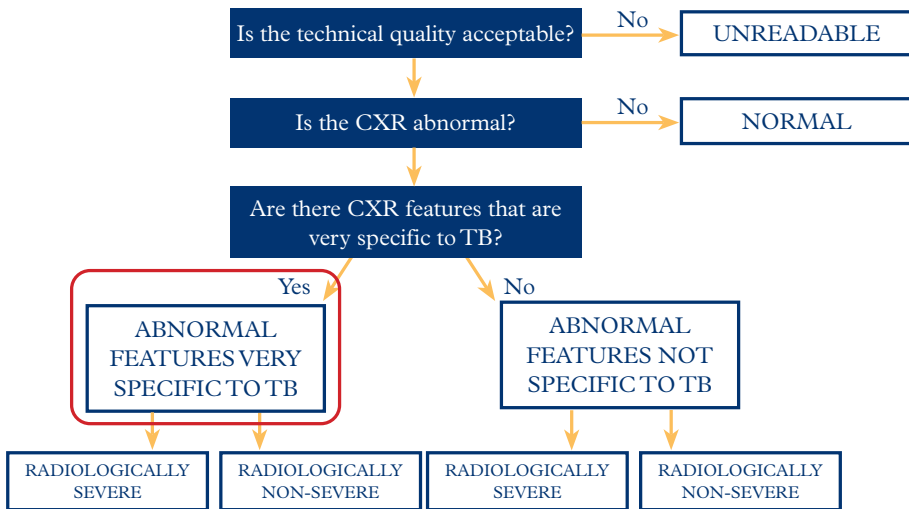 Is the technical quality acceptable?
No
UNREADABLE
Is the CXR abnormal?
No
NORMAL
Are there CXR features that are
very specific to TB?
Yes
No
ABNORMAL
FEATURES VERY
SPECIFIC TO TB
ABNORMAL
FEATURES NOT
SPECIFIC TO TB
RADIOLOGICALLY
SEVERE
RADIOLOGICALLY
NON-SEVERE
RADIOLOGICALLY
SEVERE
RADIOLOGICALLY
NON-SEVERE